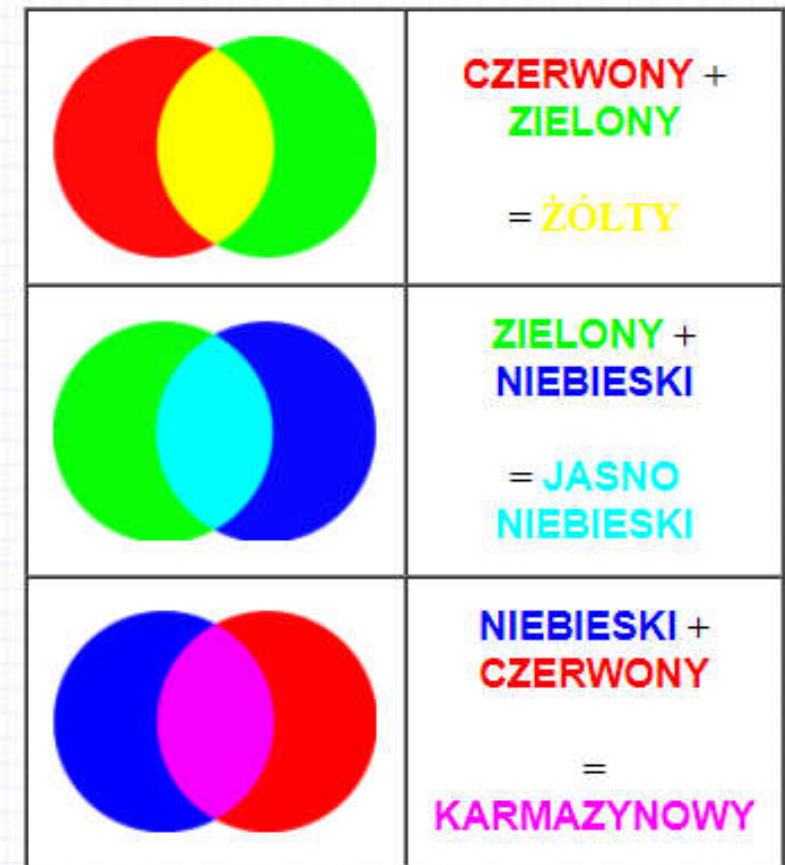 CZERWONY +
ZIELONY
= ŻÓŁTY
ZIELONY +
NIEBIESKI
= JASNO
NIEBIESKI
NIEBIESKI +
CZERWONY
=
KARMAZYNOWY